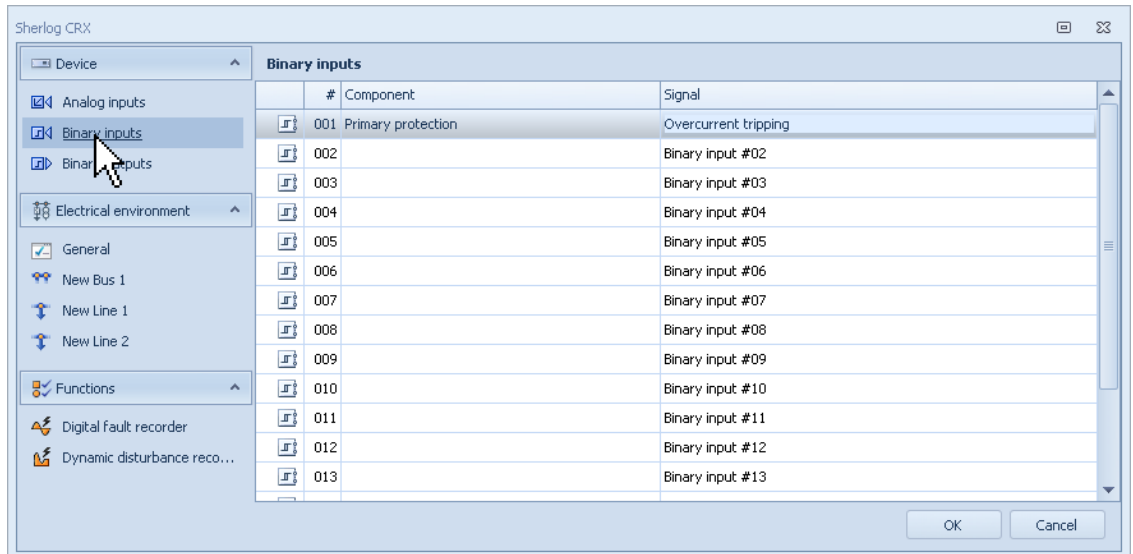 Sherlog CRX
Device
Analog inputs
Binary inputs
puts
Electrical environment
General
New Bus 1
New Line 1
New Line 2
Functions
Digital fault recorder
Dynamic disturbance reco...
Binary inputs
# Component Signal
001 Primary protection Overcurrent tripping
002 Binary input #02
003 Binary input #03
004 Binary input #04
005 Binary input #05
006 Binary input #06
007 Binary input #07
008 Binary input #08
009 Binary input #09
010 Binary input #10
011 Binary input #11
012 Binary input #12
013 Binary input #13
OK Cancel